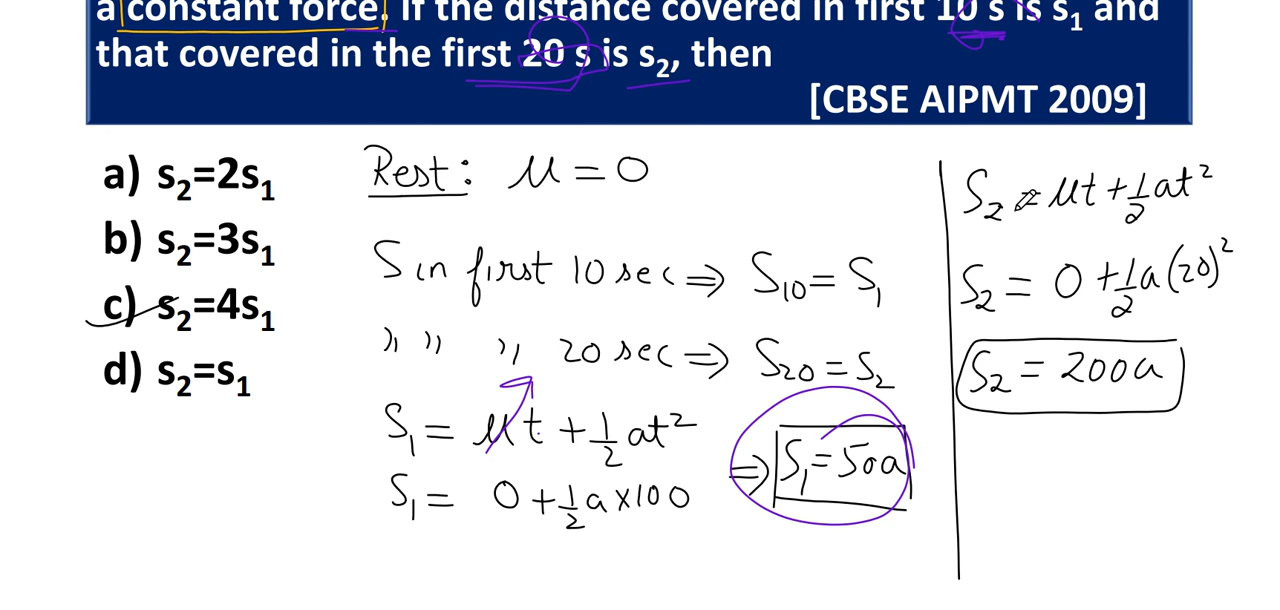 a constant force. If the distance covered in first 10 s is s₁ and
that covered in the first 20 s is s₂, then
[CBSE AIPMT 2009]
a) s₂=2s₁
b) s₂=3s₁
c) s₂=4s₁
d) s₂=s₁
Rest: u = 0
S in first 10 sec ⇒ S₁₀ = S₁
〃 〃 〃 20 sec ⇒ S₂₀ = S₂
S₁ = ut + 1/2 at²
S₁ = 0 + 1/2 a × 100
⇒ S₁ = 50a
S₂ = ut + 1/2 at²
S₂ = 0 + 1/2 a (20)²
S₂ = 200a